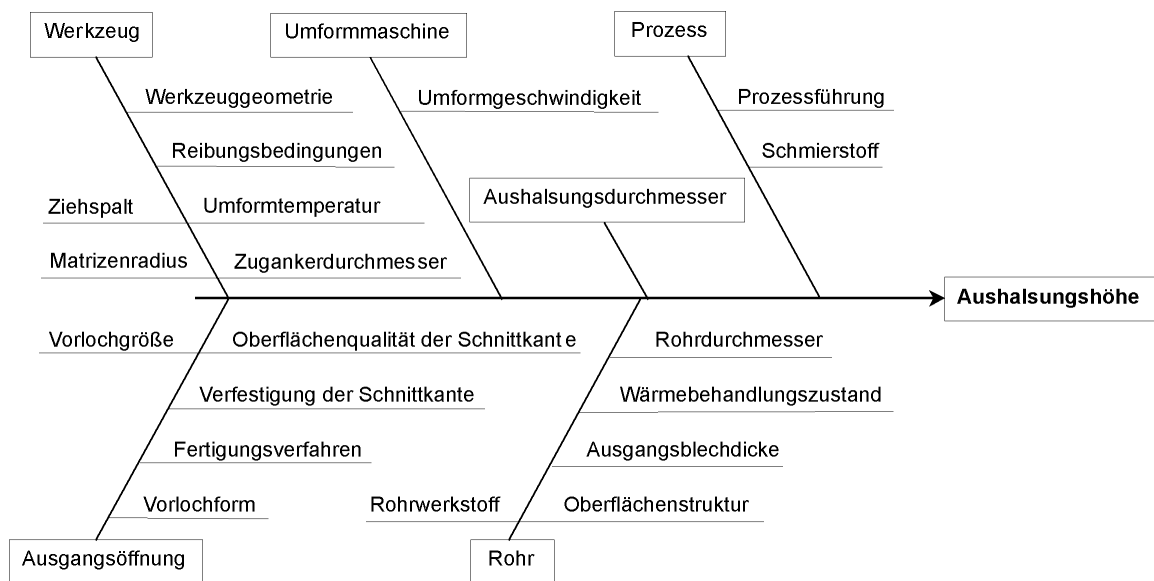 Werkzeug
Umformmaschine
Prozess
Werkzeuggeometrie
Umformgeschwindigkeit
Prozessführung
Reibungsbedingungen
Schmierstoff
Ziehspalt
Umformtemperatur
Aushalsungsdurchmesser
Matrizenradius
Zugankerdurchmesser
Aushalsungshöhe
Vorlochgröße
Oberflächenqualität der Schnittkante
Rohrdurchmesser
Verfestigung der Schnittkante
Wärmebehandlungszustand
Fertigungsverfahren
Ausgangsblechdicke
Vorlochform
Rohrwerkstoff
Oberflächenstruktur
Ausgangsöffnung
Rohr